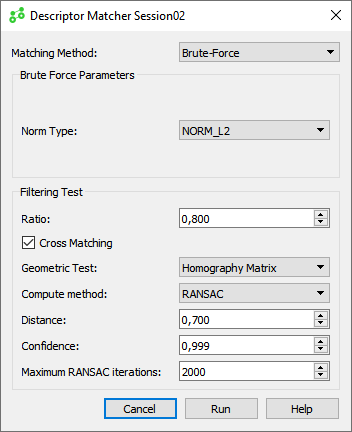 Descriptor Matcher Session02
Matching Method: Brute-Force
Brute Force Parameters
Norm Type: NORM_L2
Filtering Test
Ratio: 0,800
Cross Matching
Geometric Test: Homography Matrix
Compute method: RANSAC
Distance: 0,700
Confidence: 0,999
Maximum RANSAC iterations: 2000
Cancel Run Help